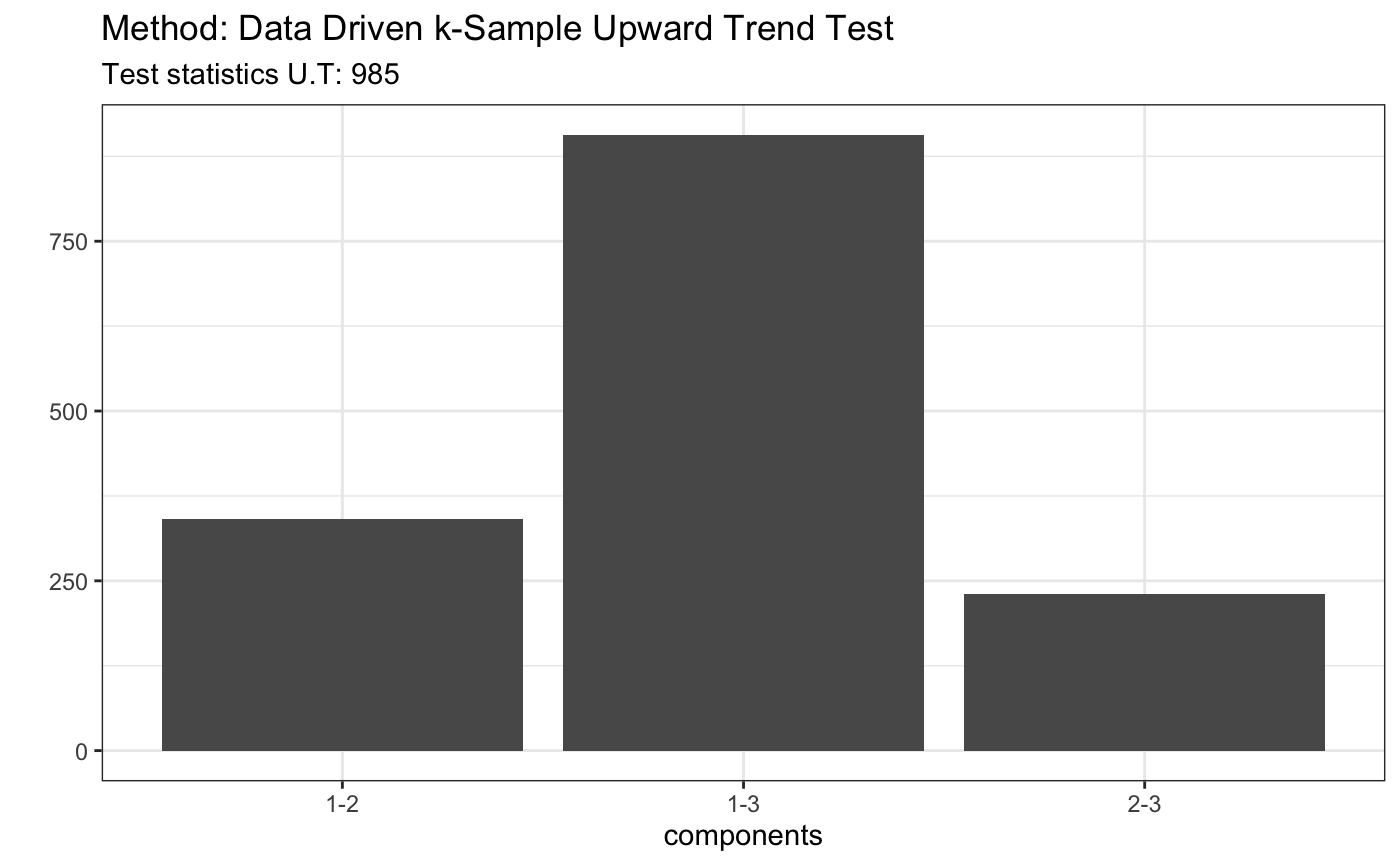 Method: Data Driven k-Sample Upward Trend Test
Test statistics U.T: 985
750
500
250
0
1-2 1-3 2-3
components